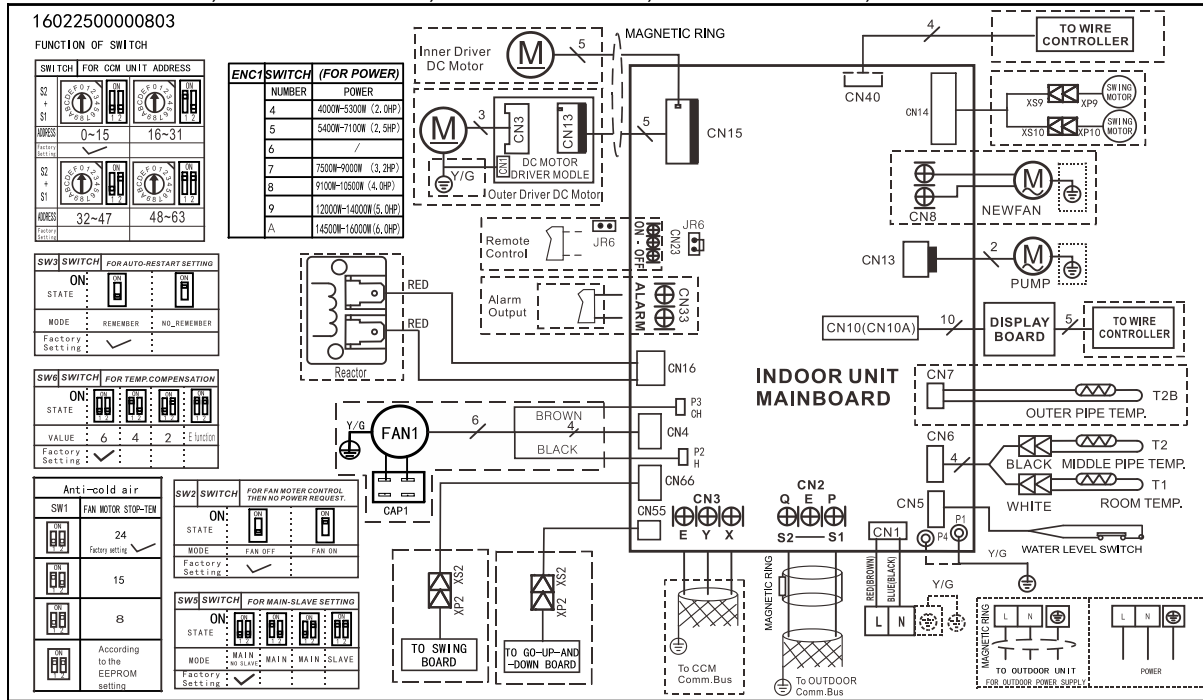 16022500000803
FUNCTION OF SWITCH
SWITCH FOR CCM UNIT ADDRESS
S2 + S1
ADDRESS 0~15 16~31
Factory Setting
S2 + S1
ADDRESS 32~47 48~63
Factory Setting
ENC1 SWITCH (FOR POWER)
NUMBER POWER
4 4000W-5300W (2.0HP)
5 5400W-7100W (2.5HP)
6 /
7 7500W-9000W (3.2HP)
8 9100W-10500W (4.0HP)
9 12000W-14000W(5.0HP)
A 14500W-16000W(6.0HP)
SW3 SWITCH FOR AUTO-RESTART SETTING
ON
STATE
MODE REMEMBER NO_REMEMBER
Factory Setting
SW6 SWITCH FOR TEMP.COMPENSATION
ON
STATE
VALUE 6 4 2 E function
Factory Setting
Anti-cold air
SW1 FAN MOTOR STOP-TEM
24
Factory setting
15
8
According
to the
EEPROM
setting
SW2 SWITCH FOR FAN MOTER CONTROL
THEN NO POWER REQUEST.
STATE
MODE FAN OFF FAN ON
Factory Setting
SW5 SWITCH FOR MAIN-SLAVE SETTING
ON
STATE
MODE MAIN NO SLAVE MAIN MAIN SLAVE
Factory Setting
Inner Driver
DC Motor
M
5
MAGNETIC RING
M
3
CN3
CN13
CN1
Y/G
DC MOTOR
DRIVER MODLE
Outer Driver DC Motor
5
CN15
Remote
Control
JR6
ON - OFF
CN23
JR6
Alarm
Output
ALARM
CN33
Reactor
RED
RED
CN16
Y/G
FAN1
CAP1
6
BROWN
4
BLACK
P3
CH
CN4
P2
H
CN66
CN55
XP2 XS2
TO SWING
BOARD
XP2 XS2
TO GO-UP-AND
-DOWN BOARD
INDOOR UNIT
MAINBOARD
CN3
E Y X
To CCM
Comm.Bus
CN2
Q E P
S2 S1
MAGNETIC RING
To OUTDOOR
Comm.Bus
CN1
RED(BROWN)
BLUE(BLACK)
L N
Y/G
CN40
4
TO WIRE
CONTROLLER
CN14
XS9 XP9
SWING
MOTOR
XS10 XP10
SWING
MOTOR
CN8
M
NEWFAN
CN13
2
M
PUMP
CN10(CN10A)
10
DISPLAY
BOARD
5
TO WIRE
CONTROLLER
CN7
T2B
OUTER PIPE TEMP.
CN6
4
T2
BLACK MIDDLE PIPE TEMP.
T1
WHITE ROOM TEMP.
CN5
P4
P1
Y/G
WATER LEVEL SWITCH
MAGNETIC RING
L N
TO OUTDOOR UNIT
FOR OUTDOOR POWER SUPPLY
L N
POWER